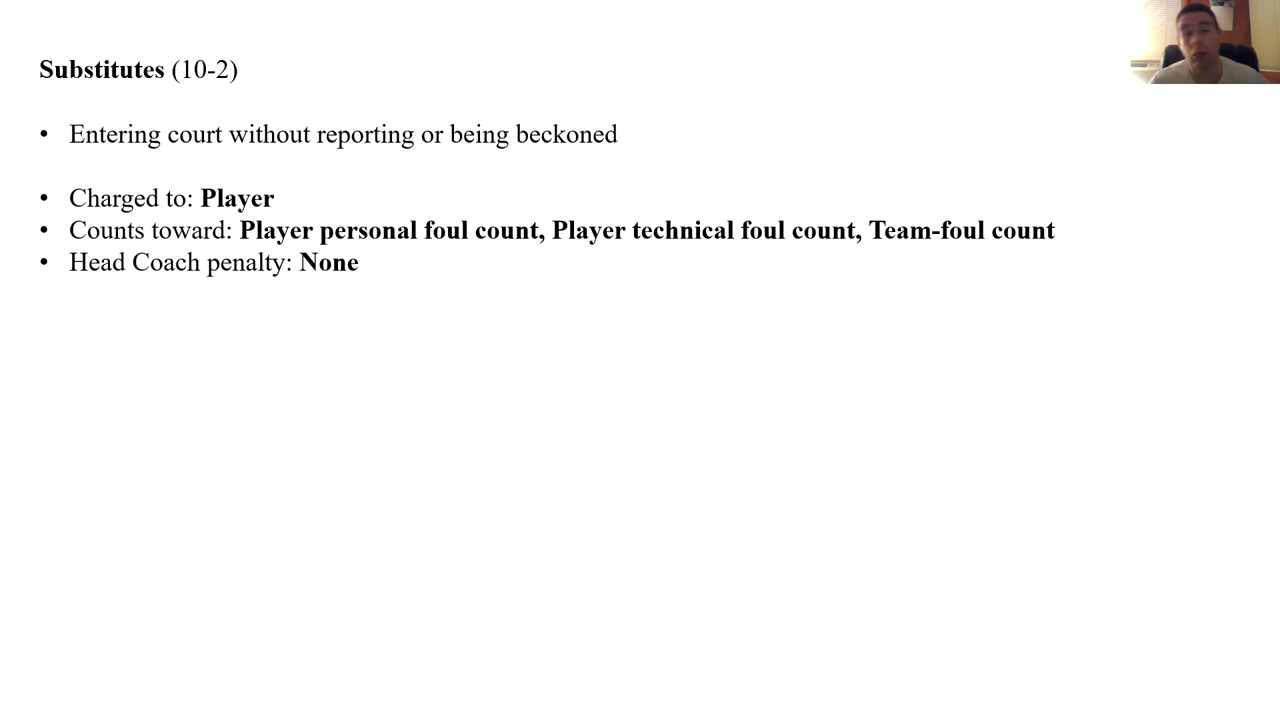 Substitutes (10-2)
• Entering court without reporting or being beckoned
• Charged to: Player
• Counts toward: Player personal foul count, Player technical foul count, Team-foul count
• Head Coach penalty: None